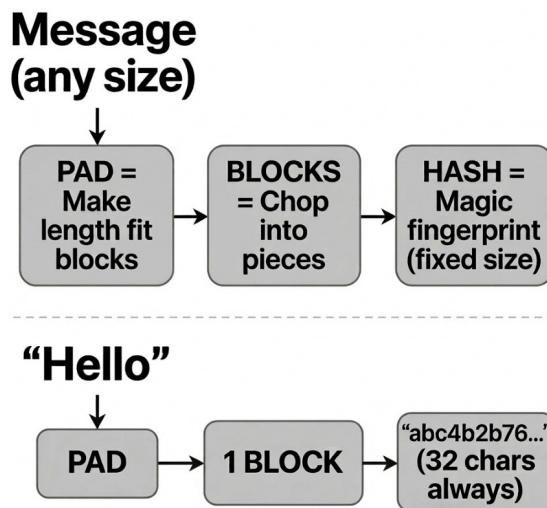 Message
(any size)
PAD =
Make
length fit
blocks
BLOCKS
= Chop
into
pieces
HASH =
Magic
fingerprint
(fixed size)
“Hello”
PAD
1 BLOCK
“abc4b2b76...”
(32 chars
always)